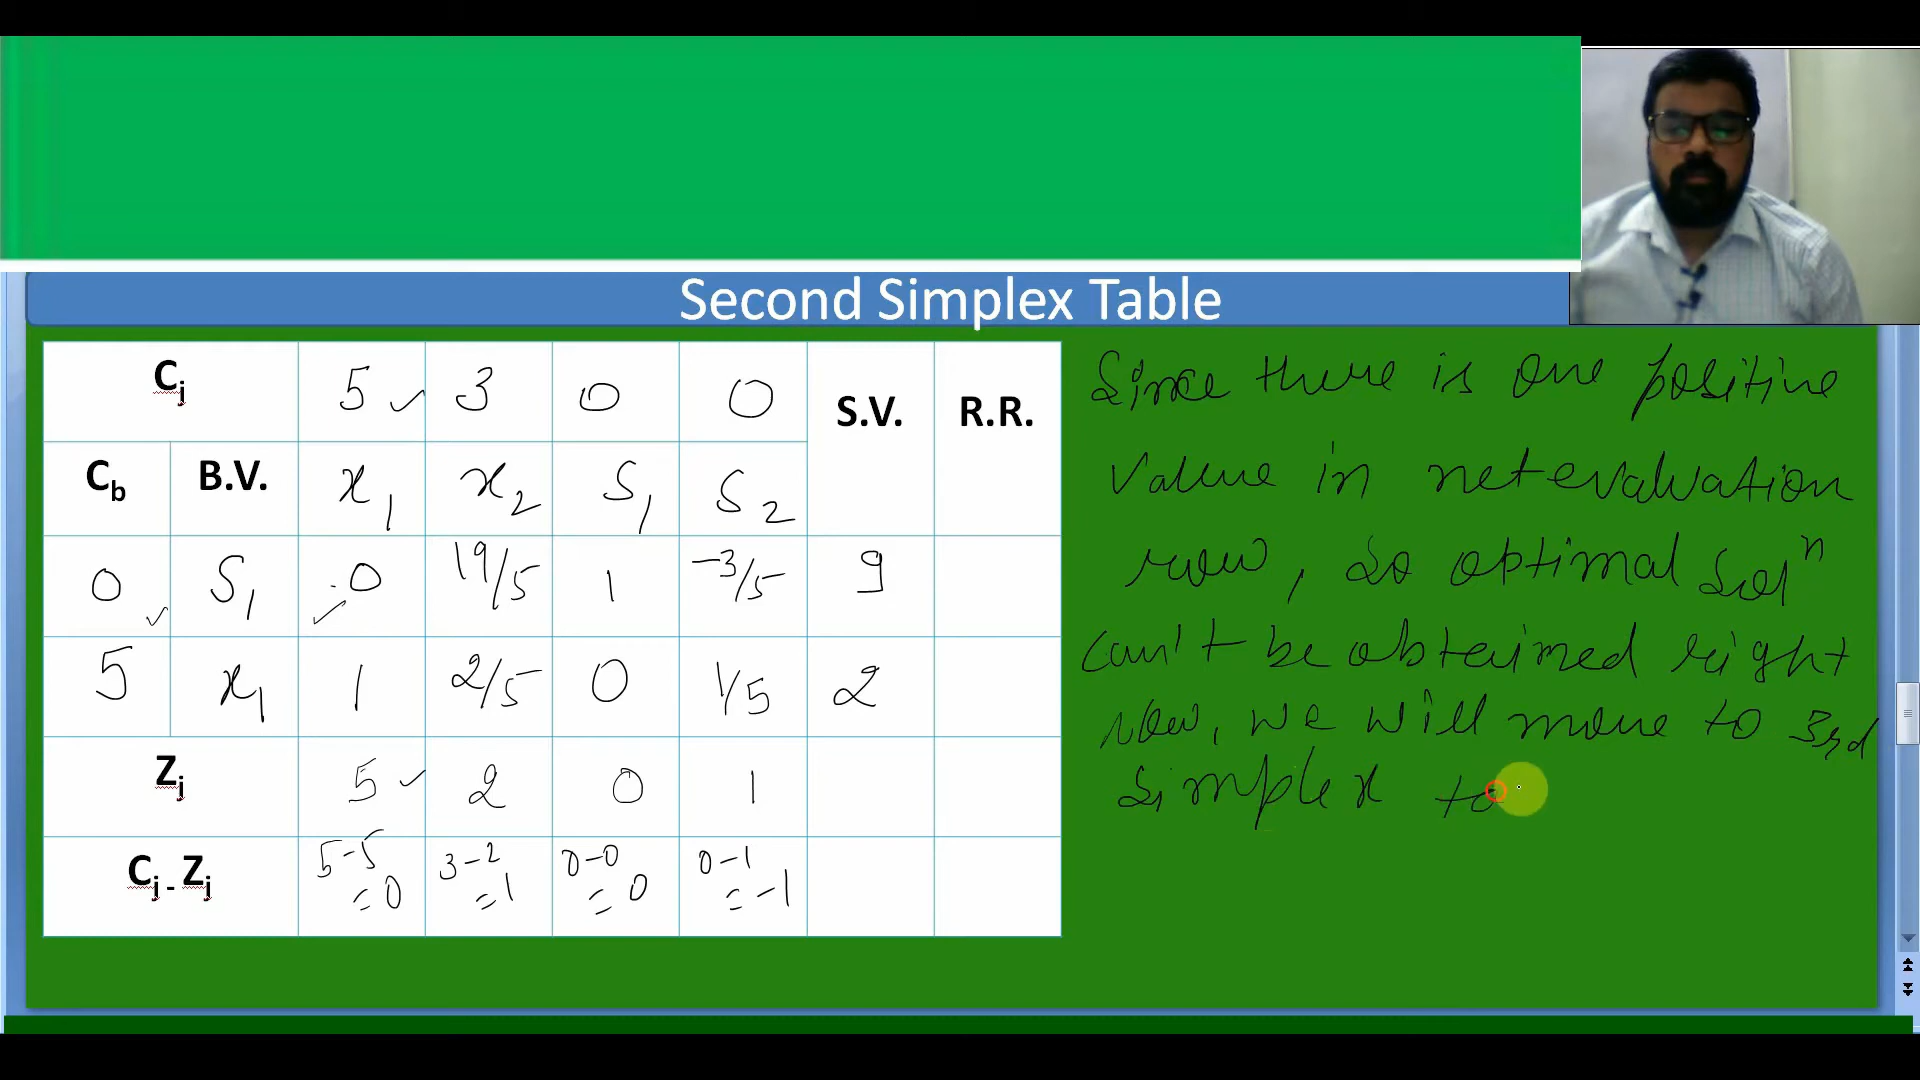 Second Simplex Table
Cj 5 3 0 0 S.V. R.R.
Cb B.V. x1 x2 S1 S2
0 S1 0 19/5 1 -3/5 9
5 x1 1 2/5 0 1/5 2
Zj 5 2 0 1
Cj - Zj 5-5 =0 3-2 =1 0-0 =0 0-1 =-1
Since there is one positive
value in net evaluation
row, so optimal solⁿ
can't be obtained right
now, we will move to 3rd
simplex ta